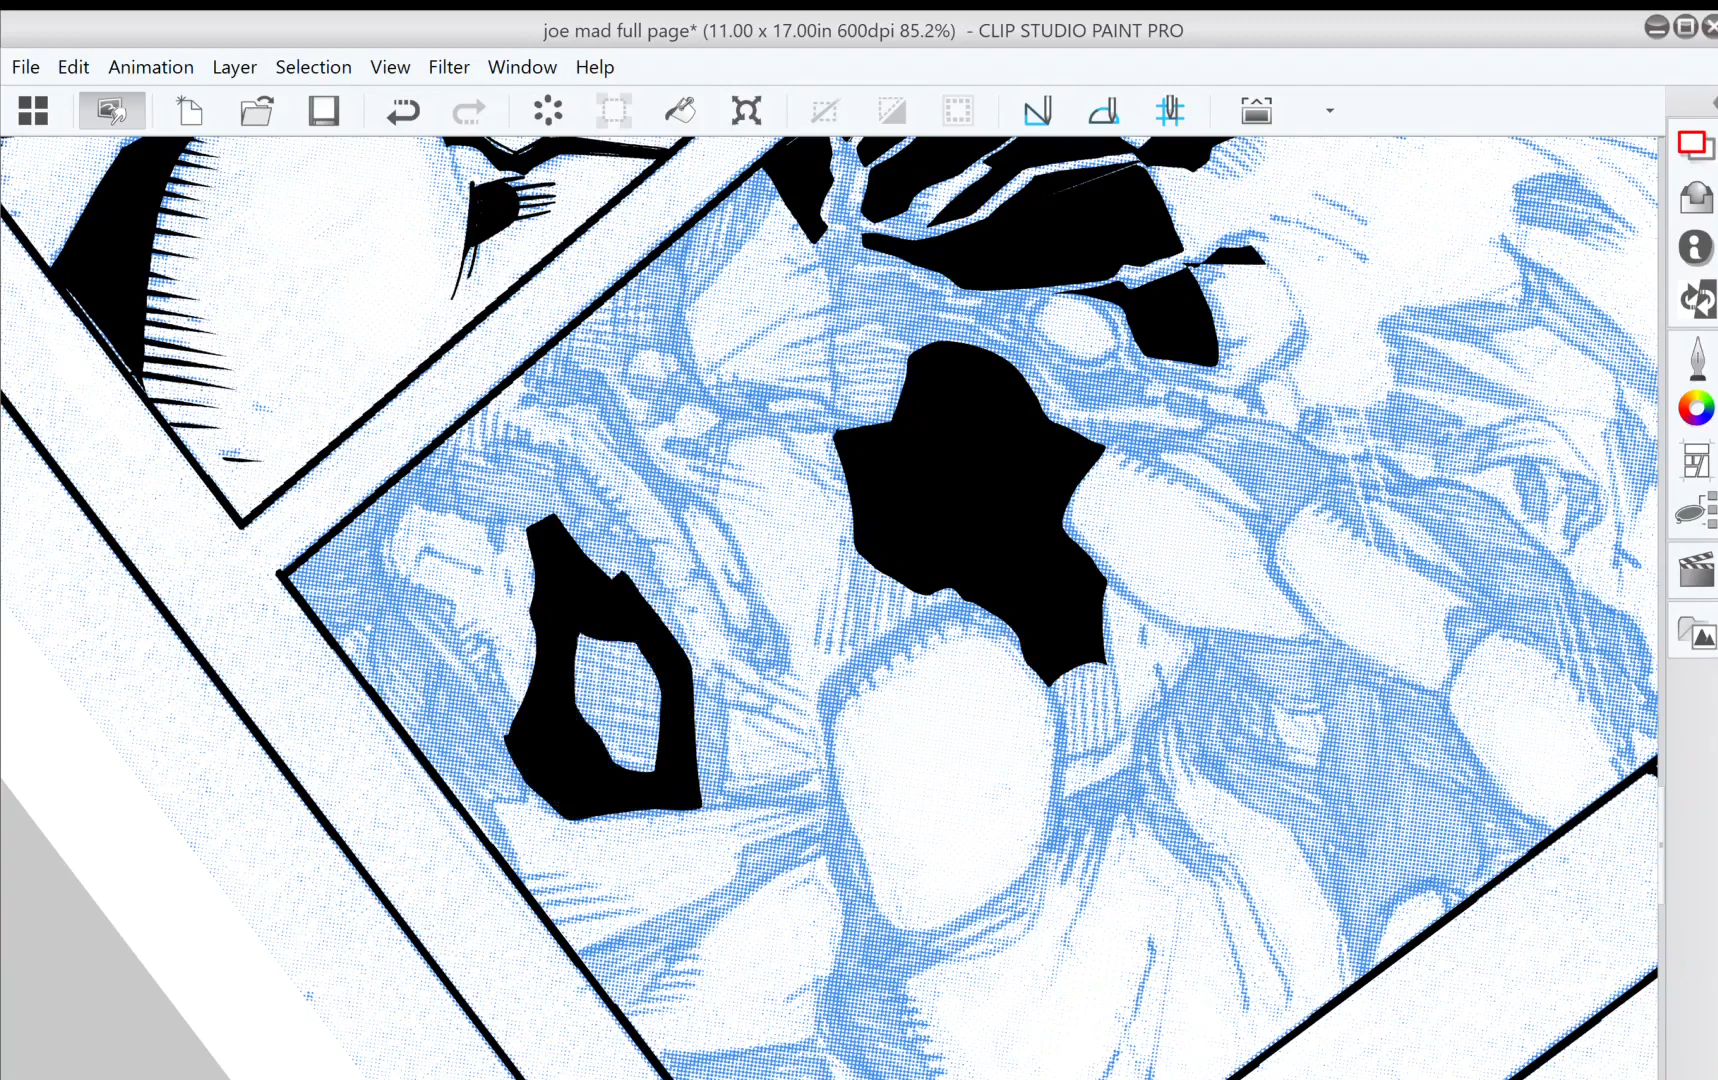 joe mad full page* (11.00 x 17.00in 600dpi 85.2%)  - CLIP STUDIO PAINT PRO
File Edit Animation Layer Selection View Filter Window Help